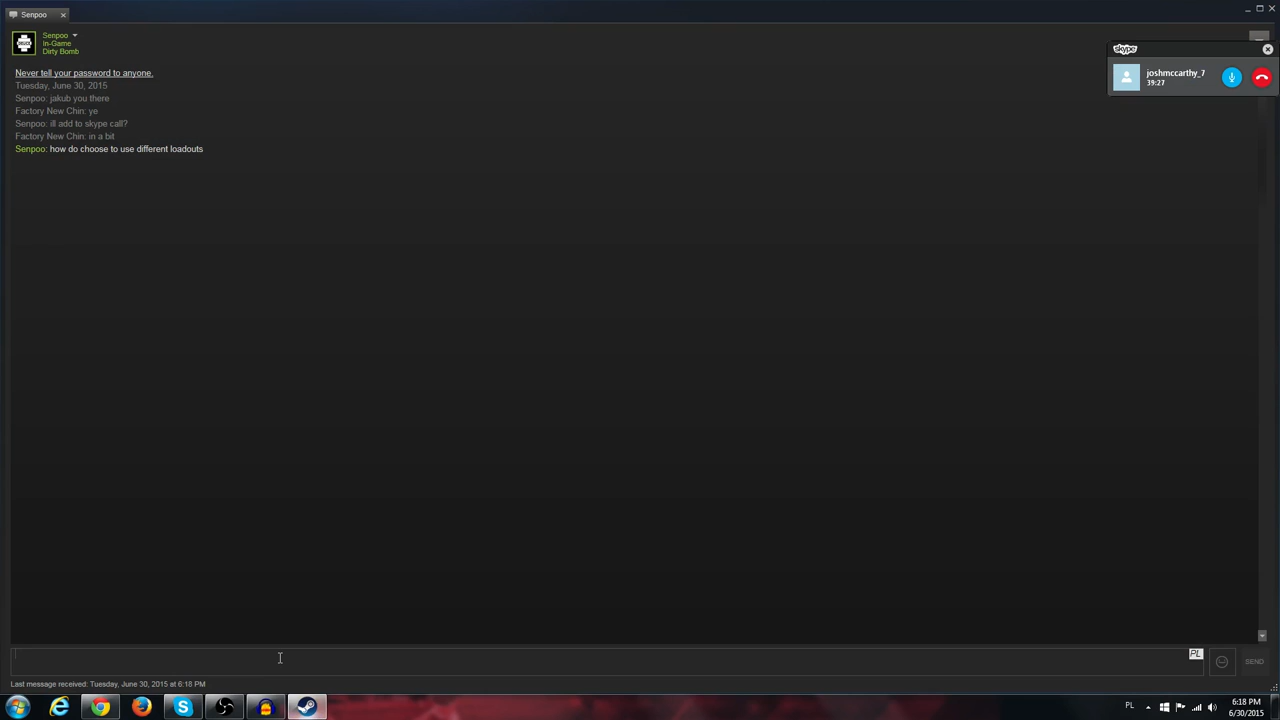 Senpoo
Senpoo
In-Game
Dirty Bomb
skype
joshmccarthy_7
39:27
Never tell your password to anyone.
Tuesday, June 30, 2015
Senpoo: jakub you there
Factory New Chin: ye
Senpoo: ill add to skype call?
Factory New Chin: in a bit
Senpoo: how do choose to use different loadouts
PL
SEND
Last message received: Tuesday, June 30, 2015 at 6:18 PM
PL
6:18 PM
6/30/2015